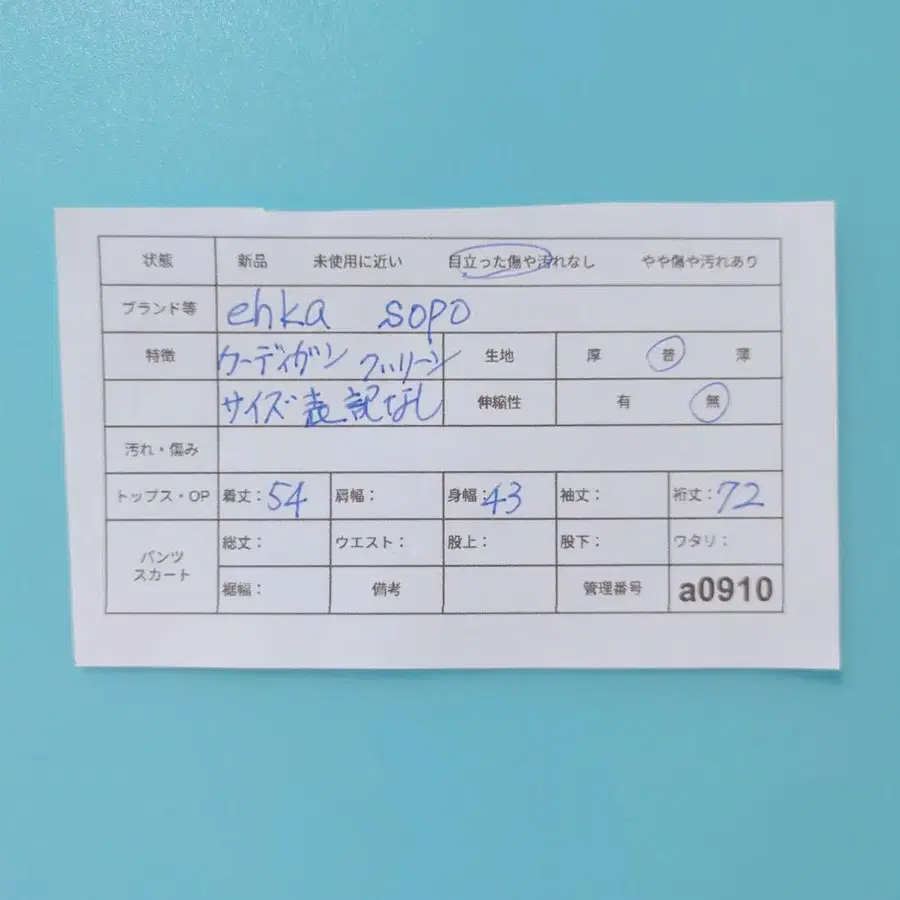 状態 新品 未使用に近い 目立った傷や汚れなし やや傷や汚れあり
ブランド等 ehka sopo
特徴 カーディガン グリーン 生地 厚 普 薄
サイズ表記なし 伸縮性 有 無
汚れ・傷み
トップス・OP 着丈：54 肩幅： 身幅：43 袖丈： 裄丈：72
パンツ スカート 総丈： ウエスト： 股上： 股下： ワタリ：
裾幅： 備考 管理番号 a0910